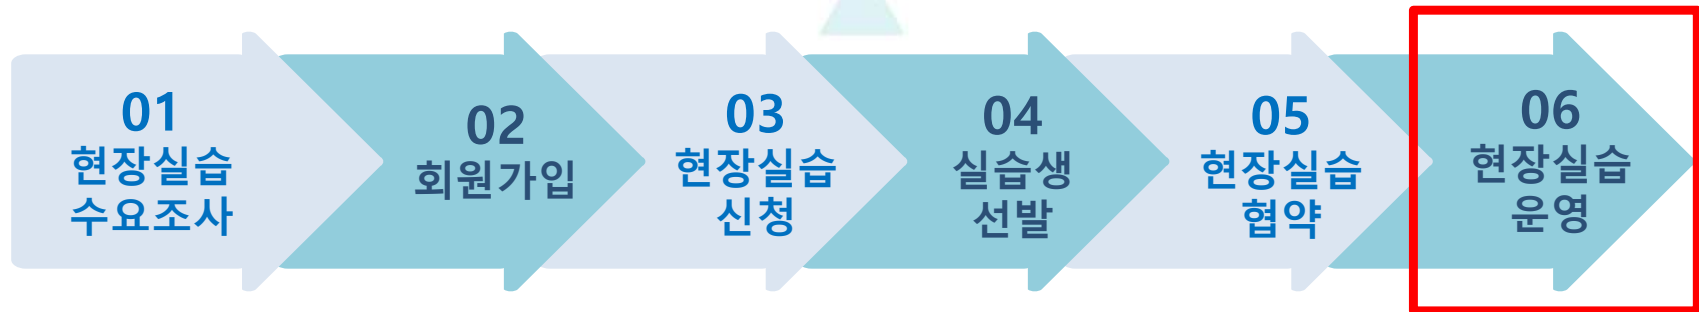 01
현장실습
수요조사
02
회원가입
03
현장실습
신청
04
실습생
선발
05
현장실습
협약
06
현장실습
운영